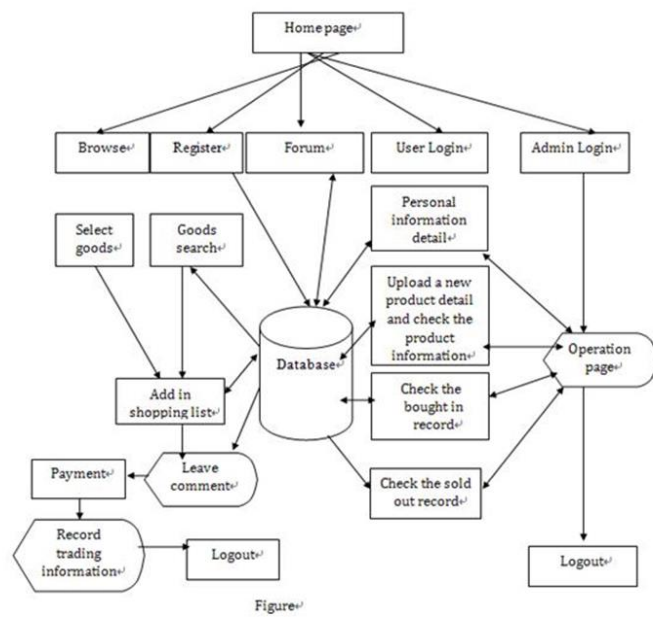 Home page
Browse
Register
Forum
User Login
Admin Login
Select
goods
Goods
search
Personal
information
detail
Upload a new
product detail
and check the
product
information
Database
Operation
page
Add in
shopping list
Check the
bought in
record
Payment
Leave
comment
Check the sold
out record
Record
trading
information
Logout
Logout
Figure